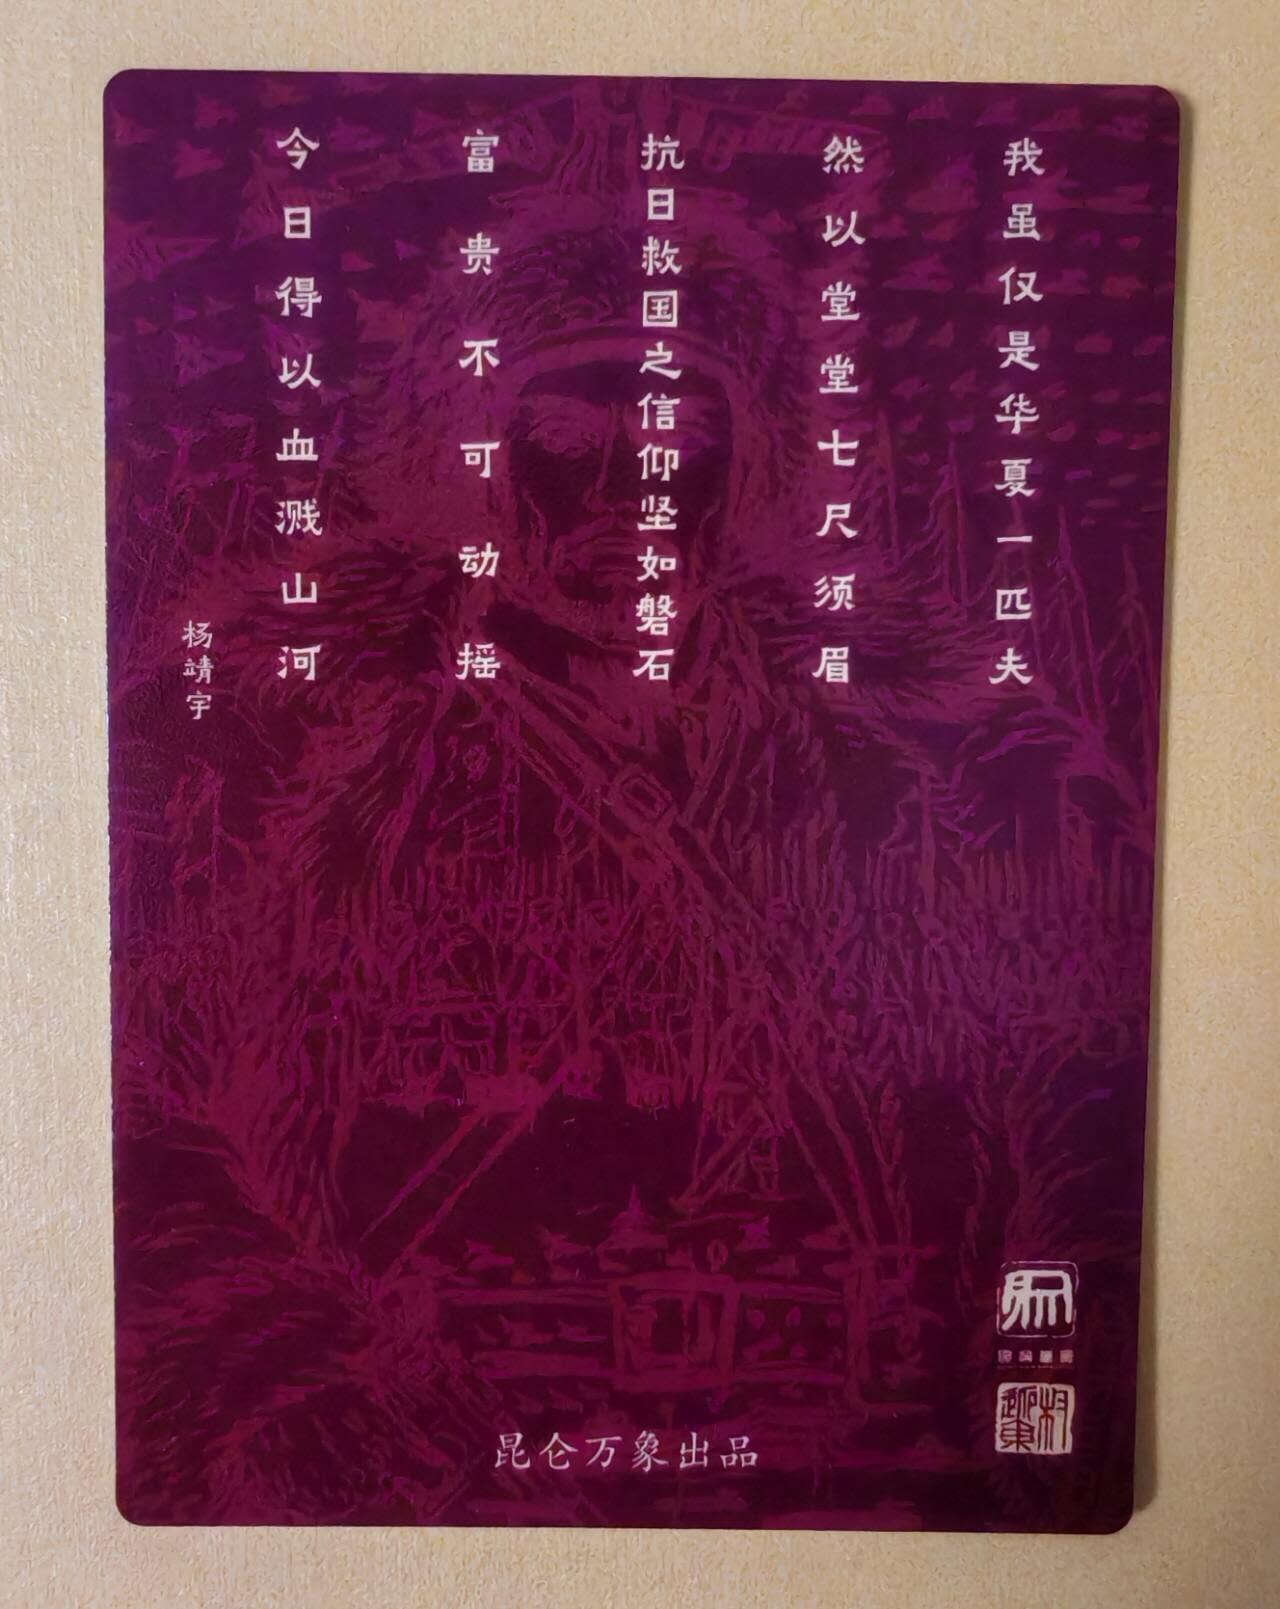 我虽仅是华夏一匹夫
然以堂堂七尺须眉
抗日救国之信仰坚如磐石
富贵不可动摇
今日得以血溅山河
杨靖宇
昆仑万象出品